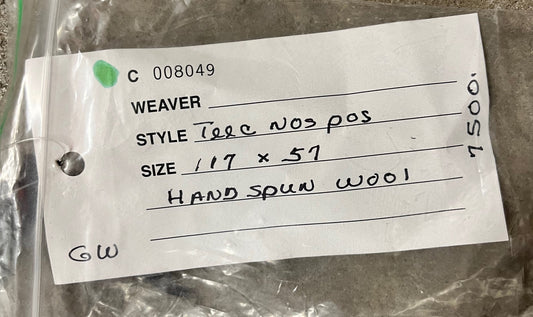 C 008049
WEAVER
STYLE Teec Nos pos
SIZE 117 x 57
HAND SPUN WOOl
GW
7500.